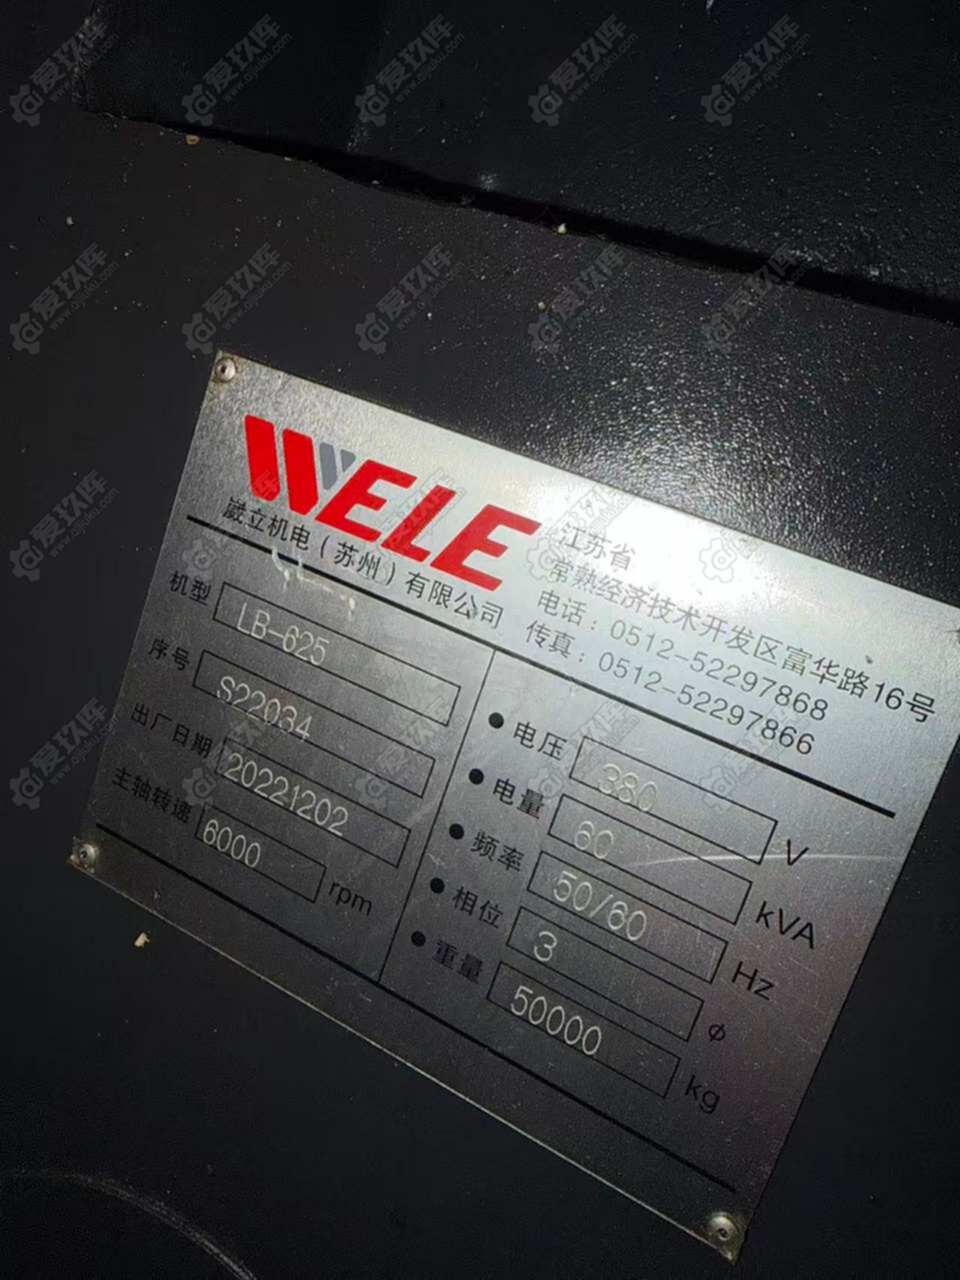 WELE
崴立机电（苏州）有限公司
江苏省
常熟经济技术开发区富华路16号
电话：0512-52297868
传真：0512-52297866
机型 LB-625
序号 S22034
出厂日期 20221202
主轴转速 6000 rpm
●电压 380 V
●电量 60 kVA
●频率 50/60 Hz
●相位 3 ф
●重量 50000 kg
爱玖库